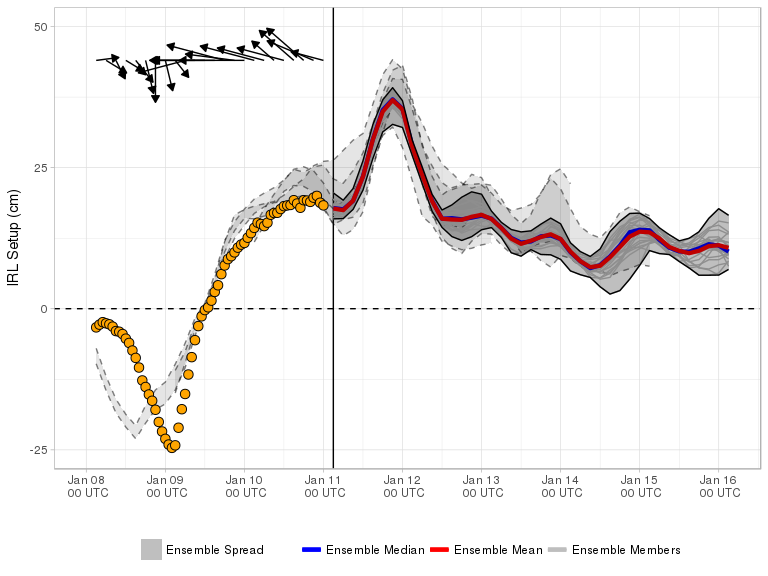 50
25
0
-25
IRL Setup (cm)
Jan 08 Jan 09 Jan 10 Jan 11 Jan 12 Jan 13 Jan 14 Jan 15 Jan 16
00 UTC 00 UTC 00 UTC 00 UTC 00 UTC 00 UTC 00 UTC 00 UTC 00 UTC
Ensemble Spread Ensemble Median Ensemble Mean Ensemble Members